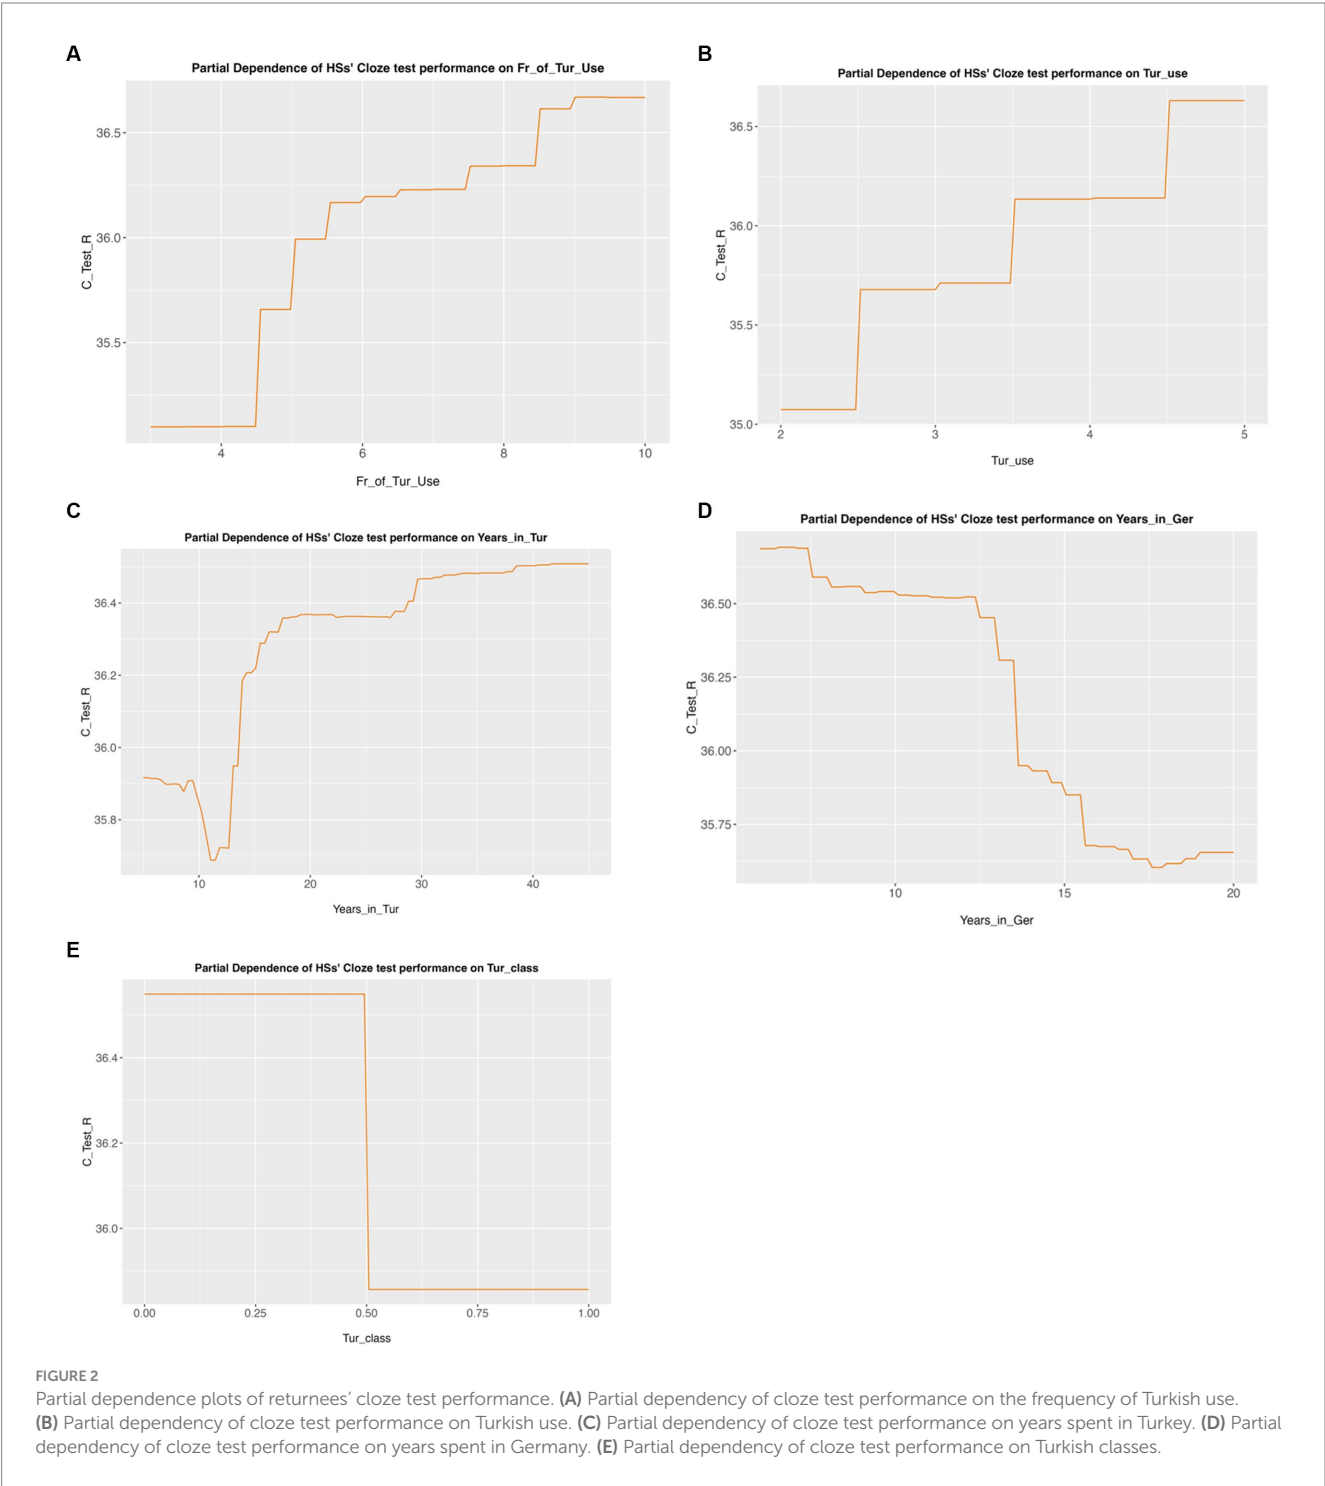 A
Partial Dependence of HSs' Cloze test performance on Fr_of_Tur_Use
C_Test_R
36.5
36.0
35.5
4
6
8
10
Fr_of_Tur_Use
B
Partial Dependence of HSs' Cloze test performance on Tur_use
C_Test_R
36.5
36.0
35.5
35.0
2
3
4
5
Tur_use
C
Partial Dependence of HSs' Cloze test performance on Years_in_Tur
C_Test_R
36.4
36.2
36.0
35.8
10
20
30
40
Years_in_Tur
D
Partial Dependence of HSs' Cloze test performance on Years_in_Ger
C_Test_R
36.50
36.25
36.00
35.75
10
15
20
Years_in_Ger
E
Partial Dependence of HSs' Cloze test performance on Tur_class
C_Test_R
36.4
36.2
36.0
0.00
0.25
0.50
0.75
1.00
Tur_class
FIGURE 2
Partial dependence plots of returnees' cloze test performance. (A) Partial dependency of cloze test performance on the frequency of Turkish use.
(B) Partial dependency of cloze test performance on Turkish use. (C) Partial dependency of cloze test performance on years spent in Turkey. (D) Partial
dependency of cloze test performance on years spent in Germany. (E) Partial dependency of cloze test performance on Turkish classes.